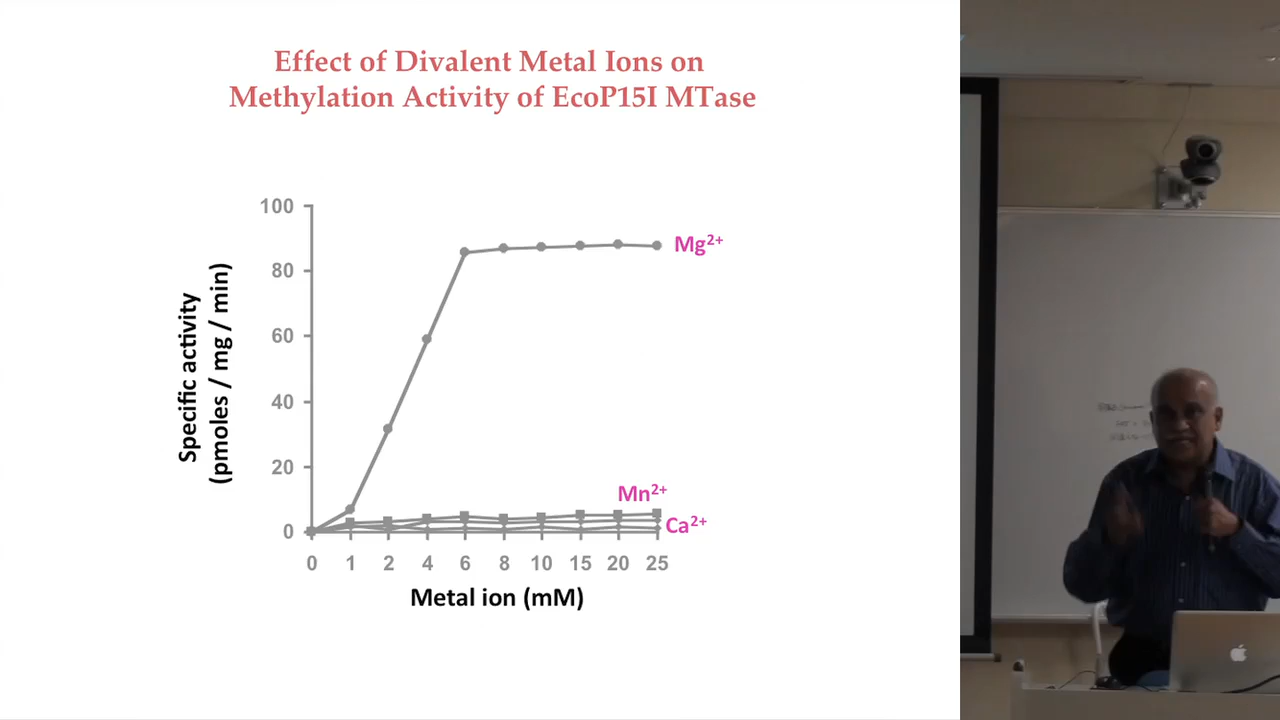 Effect of Divalent Metal Ions on
Methylation Activity of EcoP15I MTase
Specific activity
(pmoles / mg / min)
100
80
60
40
20
0
Mg²⁺
Mn²⁺
Ca²⁺
0 1 2 4 6 8 10 15 20 25
Metal ion (mM)